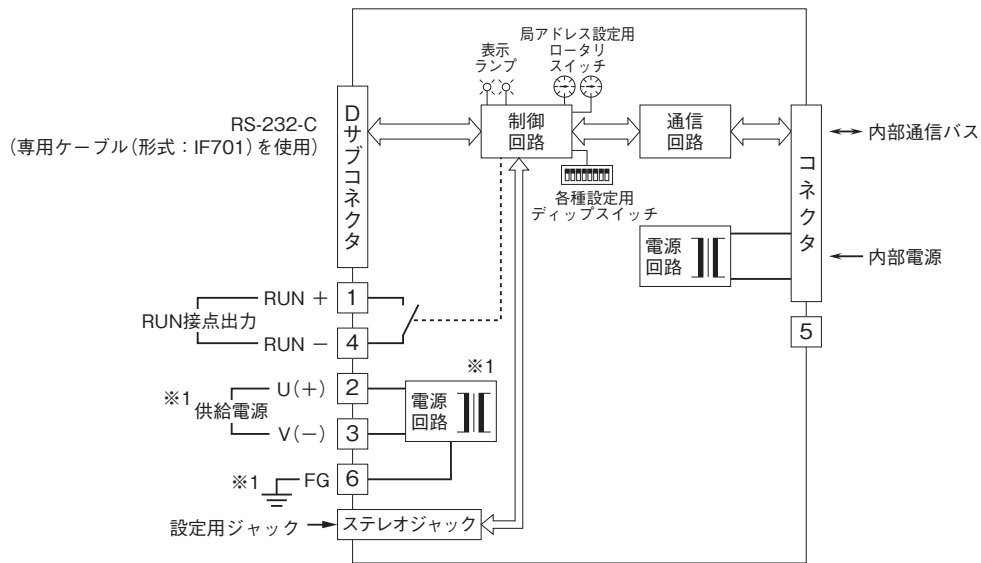 局アドレス設定用
ロータリ
スイッチ
表示
ランプ
RS-232-C
(専用ケーブル(形式：IF701)を使用)
Dサブコネクタ
制御
回路
通信
回路
コネクタ
内部通信バス
各種設定用
ディップスイッチ
電源
回路
内部電源
RUN +
1
RUN接点出力
RUN −
4
5
※1
U(+)
2
※1 供給電源
電源
回路
V(−)
3
※1
FG
6
設定用ジャック
ステレオジャック